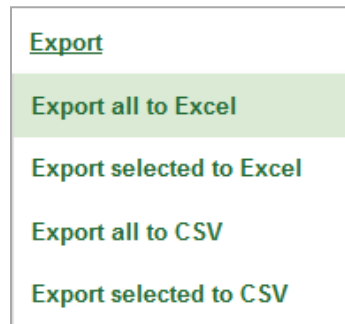 Export
Export all to Excel
Export selected to Excel
Export all to CSV
Export selected to CSV